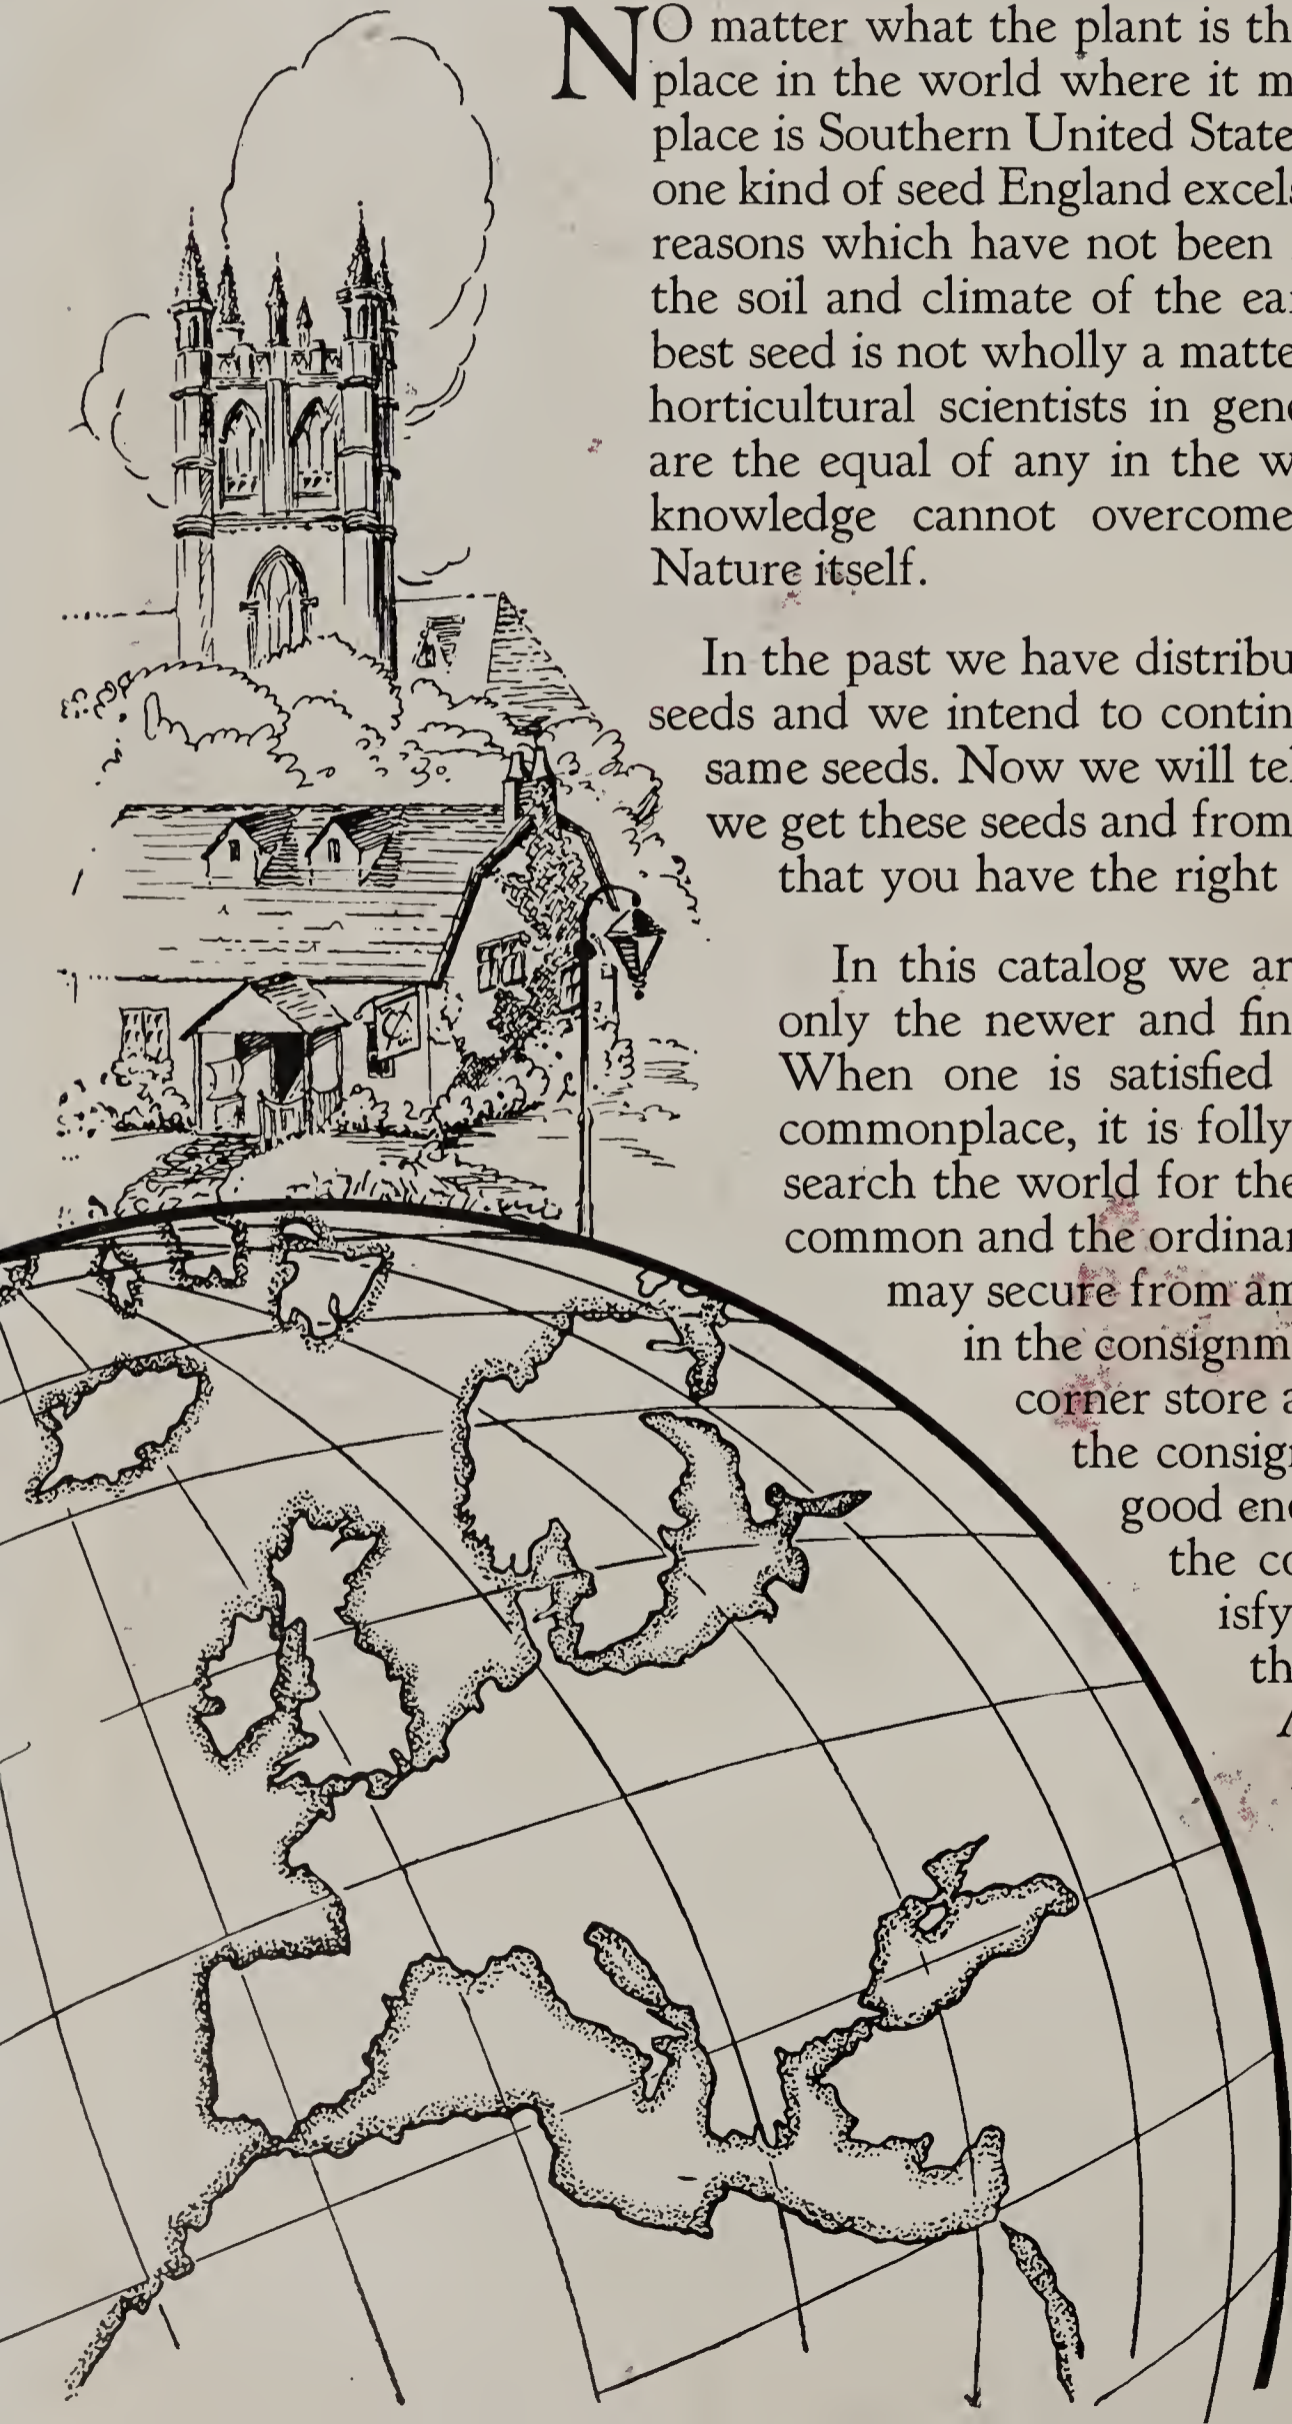 NO matter what the plant is th
place in the world where it m
place is Southern United State
one kind of seed England excels
reasons which have not been
the soil and climate of the ear
best seed is not wholly a matte
horticultural scientists in gene
are the equal of any in the w
knowledge cannot overcome
Nature itself.
In the past we have distribu
seeds and we intend to contin
same seeds. Now we will tel
we get these seeds and from
that you have the right
In this catalog we ar
only the newer and fin
When one is satisfied
commonplace, it is folly
search the world for the
common and the ordinar
may secure from am
in the consignm
corner store a
the consig
good eno
the co
isfy
th
A